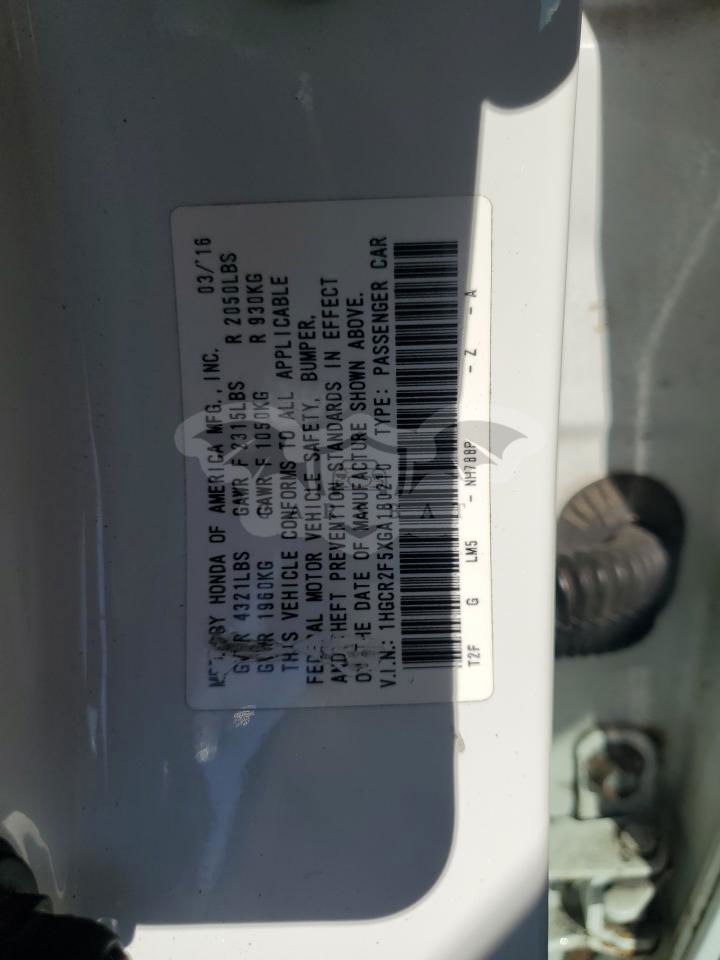 MFD. BY HONDA OF AMERICA MFG., INC. 03/'16
GVWR 4321LBS GAWR F 2315LBS R 2050LBS
GVWR 1960KG GAWR F 1050KG R 930KG
THIS VEHICLE CONFORMS TO ALL APPLICABLE
FEDERAL MOTOR VEHICLE SAFETY, BUMPER,
AND THEFT PREVENTION STANDARDS IN EFFECT
ON THE DATE OF MANUFACTURE SHOWN ABOVE.
V.I.N.: 1HGCR2F5XGA180210 TYPE: PASSENGER CAR
T2F G LM5 - NH788P - Z - A